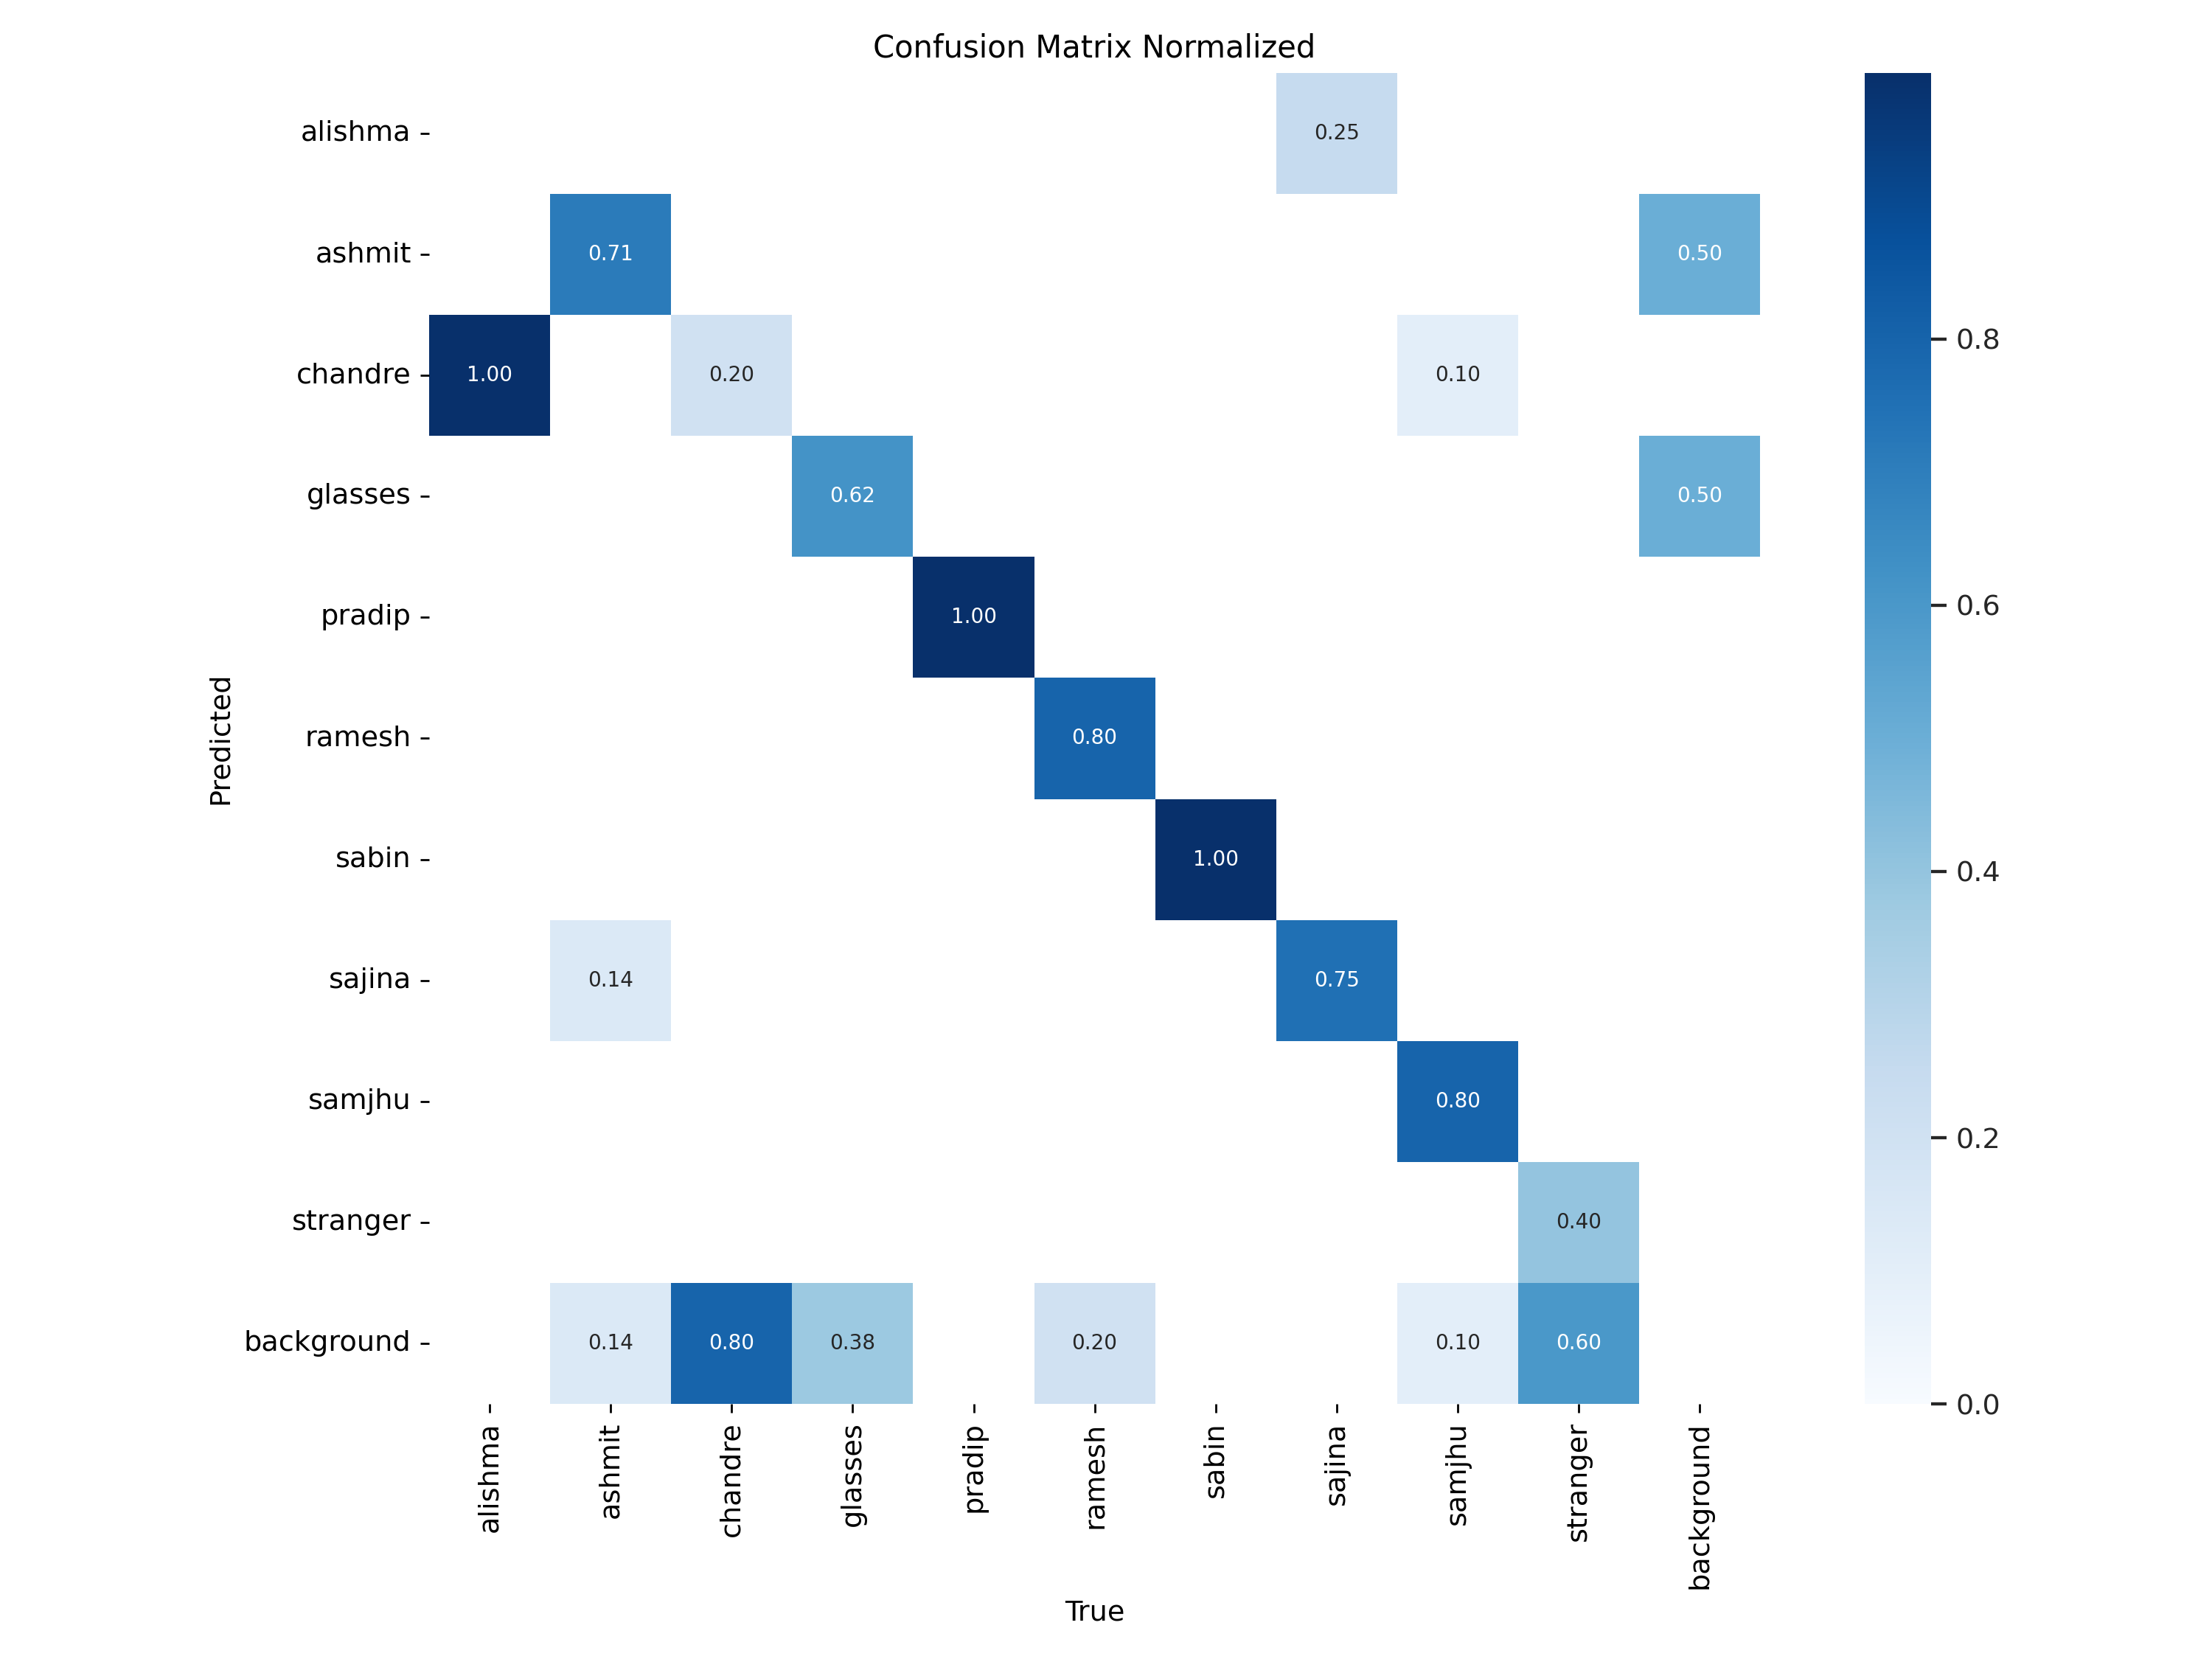 Confusion Matrix Normalized
alishma
0.25
ashmit
0.71
0.50
chandre
1.00
0.20
0.10
glasses
0.62
0.50
pradip
1.00
ramesh
0.80
sabin
1.00
sajina
0.14
0.75
samjhu
0.80
stranger
0.40
background
0.14
0.80
0.38
0.20
0.10
0.60
Predicted
alishma
ashmit
chandre
glasses
pradip
ramesh
sabin
sajina
samjhu
stranger
background
True
0.8
0.6
0.4
0.2
0.0